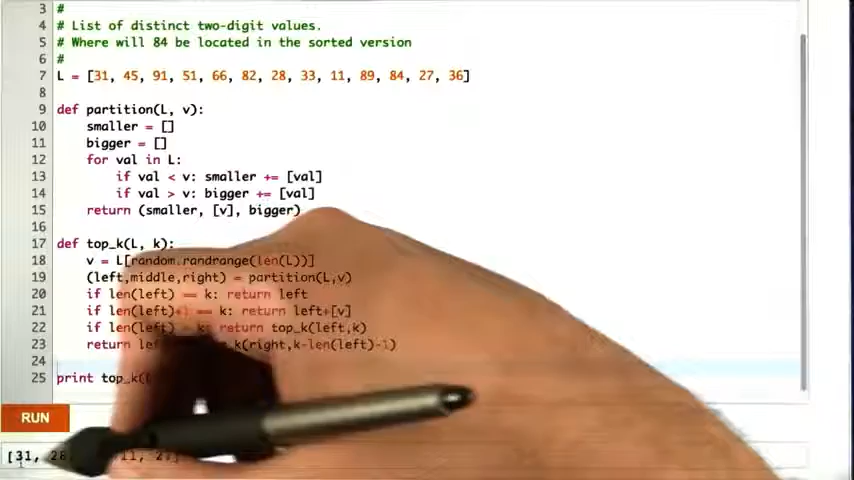 3 #
4 # List of distinct two-digit values.
5 # Where will 84 be located in the sorted version
6 #
7 L = [31, 45, 91, 51, 66, 82, 28, 33, 11, 89, 84, 27, 36]
8
9 def partition(L, v):
10 smaller = []
11 bigger = []
12 for val in L:
13 if val < v: smaller += [val]
14 if val > v: bigger += [val]
15 return (smaller, [v], bigger)
16
17 def top_k(L, k):
18 v = L[random.randrange(len(L))]
19 (left,middle,right) = partition(L,v)
20 if len(left) == k: return left
21 if len(left)+1 == k: return left+[v]
22 if len(left) > k: return top_k(left,k)
23 return (right,k-len(left)-1)
24
25 print top_k(
RUN
[31, 28, 11, 27]